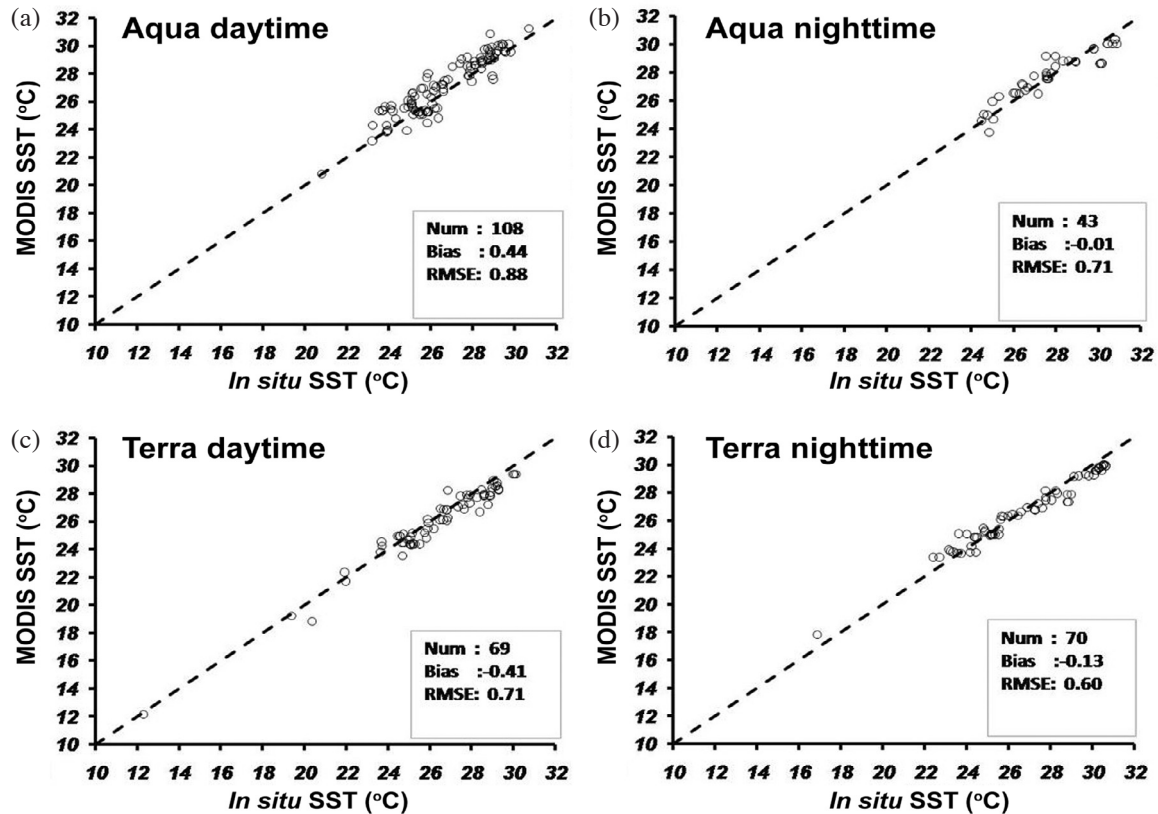 (a)
Aqua daytime
MODIS SST (°C)
32
30
28
26
24
22
20
18
16
14
12
10
Num : 108
Bias : 0.44
RMSE: 0.88
10 12 14 16 18 20 22 24 26 28 30 32
In situ SST (°C)
(b)
Aqua nighttime
MODIS SST (°C)
32
30
28
26
24
22
20
18
16
14
12
10
Num : 43
Bias :-0.01
RMSE: 0.71
10 12 14 16 18 20 22 24 26 28 30 32
In situ SST (°C)
(c)
Terra daytime
MODIS SST (°C)
32
30
28
26
24
22
20
18
16
14
12
10
Num : 69
Bias :-0.41
RMSE: 0.71
10 12 14 16 18 20 22 24 26 28 30 32
In situ SST (°C)
(d)
Terra nighttime
MODIS SST (°C)
32
30
28
26
24
22
20
18
16
14
12
10
Num : 70
Bias :-0.13
RMSE: 0.60
10 12 14 16 18 20 22 24 26 28 30 32
In situ SST (°C)